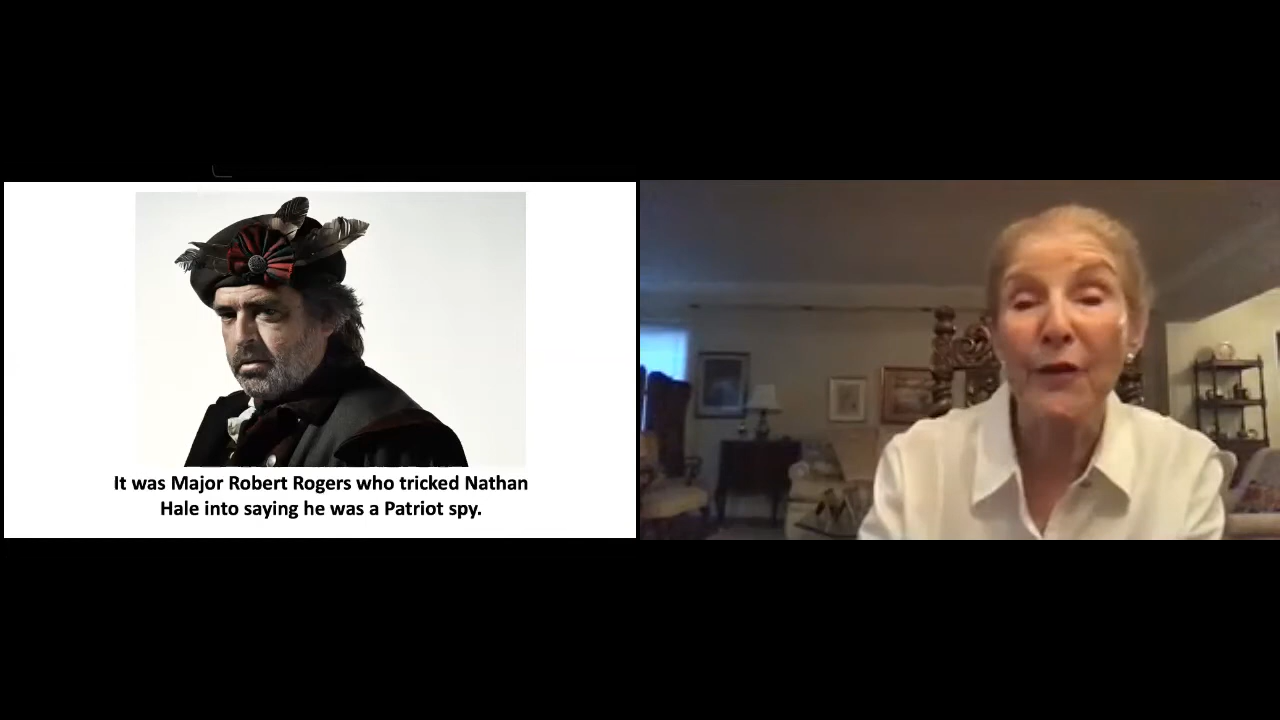 It was Major Robert Rogers who tricked Nathan
Hale into saying he was a Patriot spy.